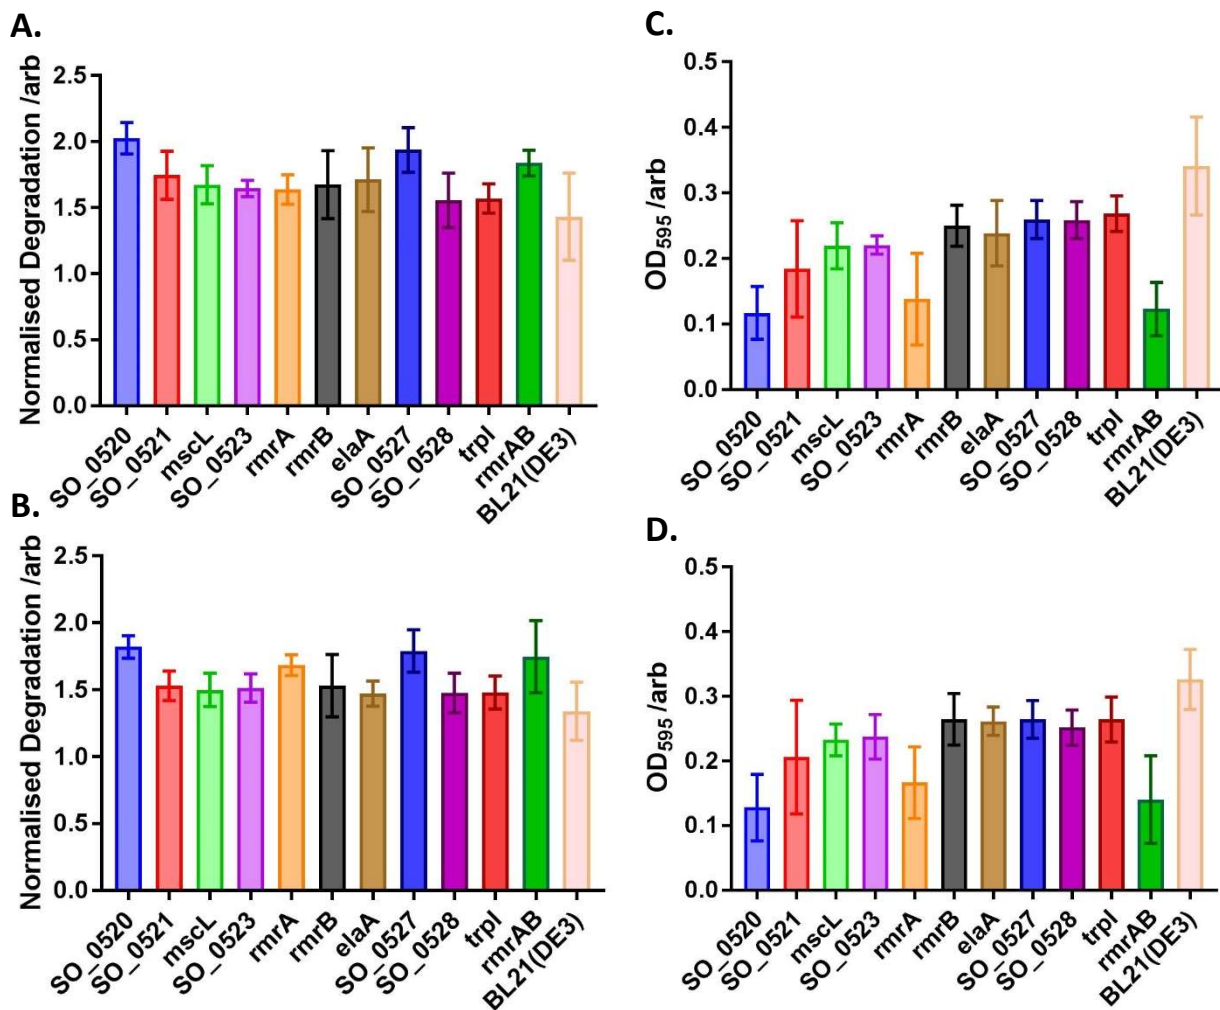 A.
Normalised Degradation /arb
2.5
2.0
1.5
1.0
0.5
0.0
SO_0520
SO_0521
mscL
SO_0523
rmrA
rmrB
elaA
SO_0527
SO_0528
trpI
rmrAB
BL21(DE3)
B.
Normalised Degradation /arb
2.5
2.0
1.5
1.0
0.5
0.0
SO_0520
SO_0521
mscL
SO_0523
rmrA
rmrB
elaA
SO_0527
SO_0528
trpI
rmrAB
BL21(DE3)
C.
OD595 /arb
0.5
0.4
0.3
0.2
0.1
0.0
SO_0520
SO_0521
mscL
SO_0523
rmrA
rmrB
elaA
SO_0527
SO_0528
trpI
rmrAB
BL21(DE3)
D.
OD595 /arb
0.5
0.4
0.3
0.2
0.1
0.0
SO_0520
SO_0521
mscL
SO_0523
rmrA
rmrB
elaA
SO_0527
SO_0528
trpI
rmrAB
BL21(DE3)